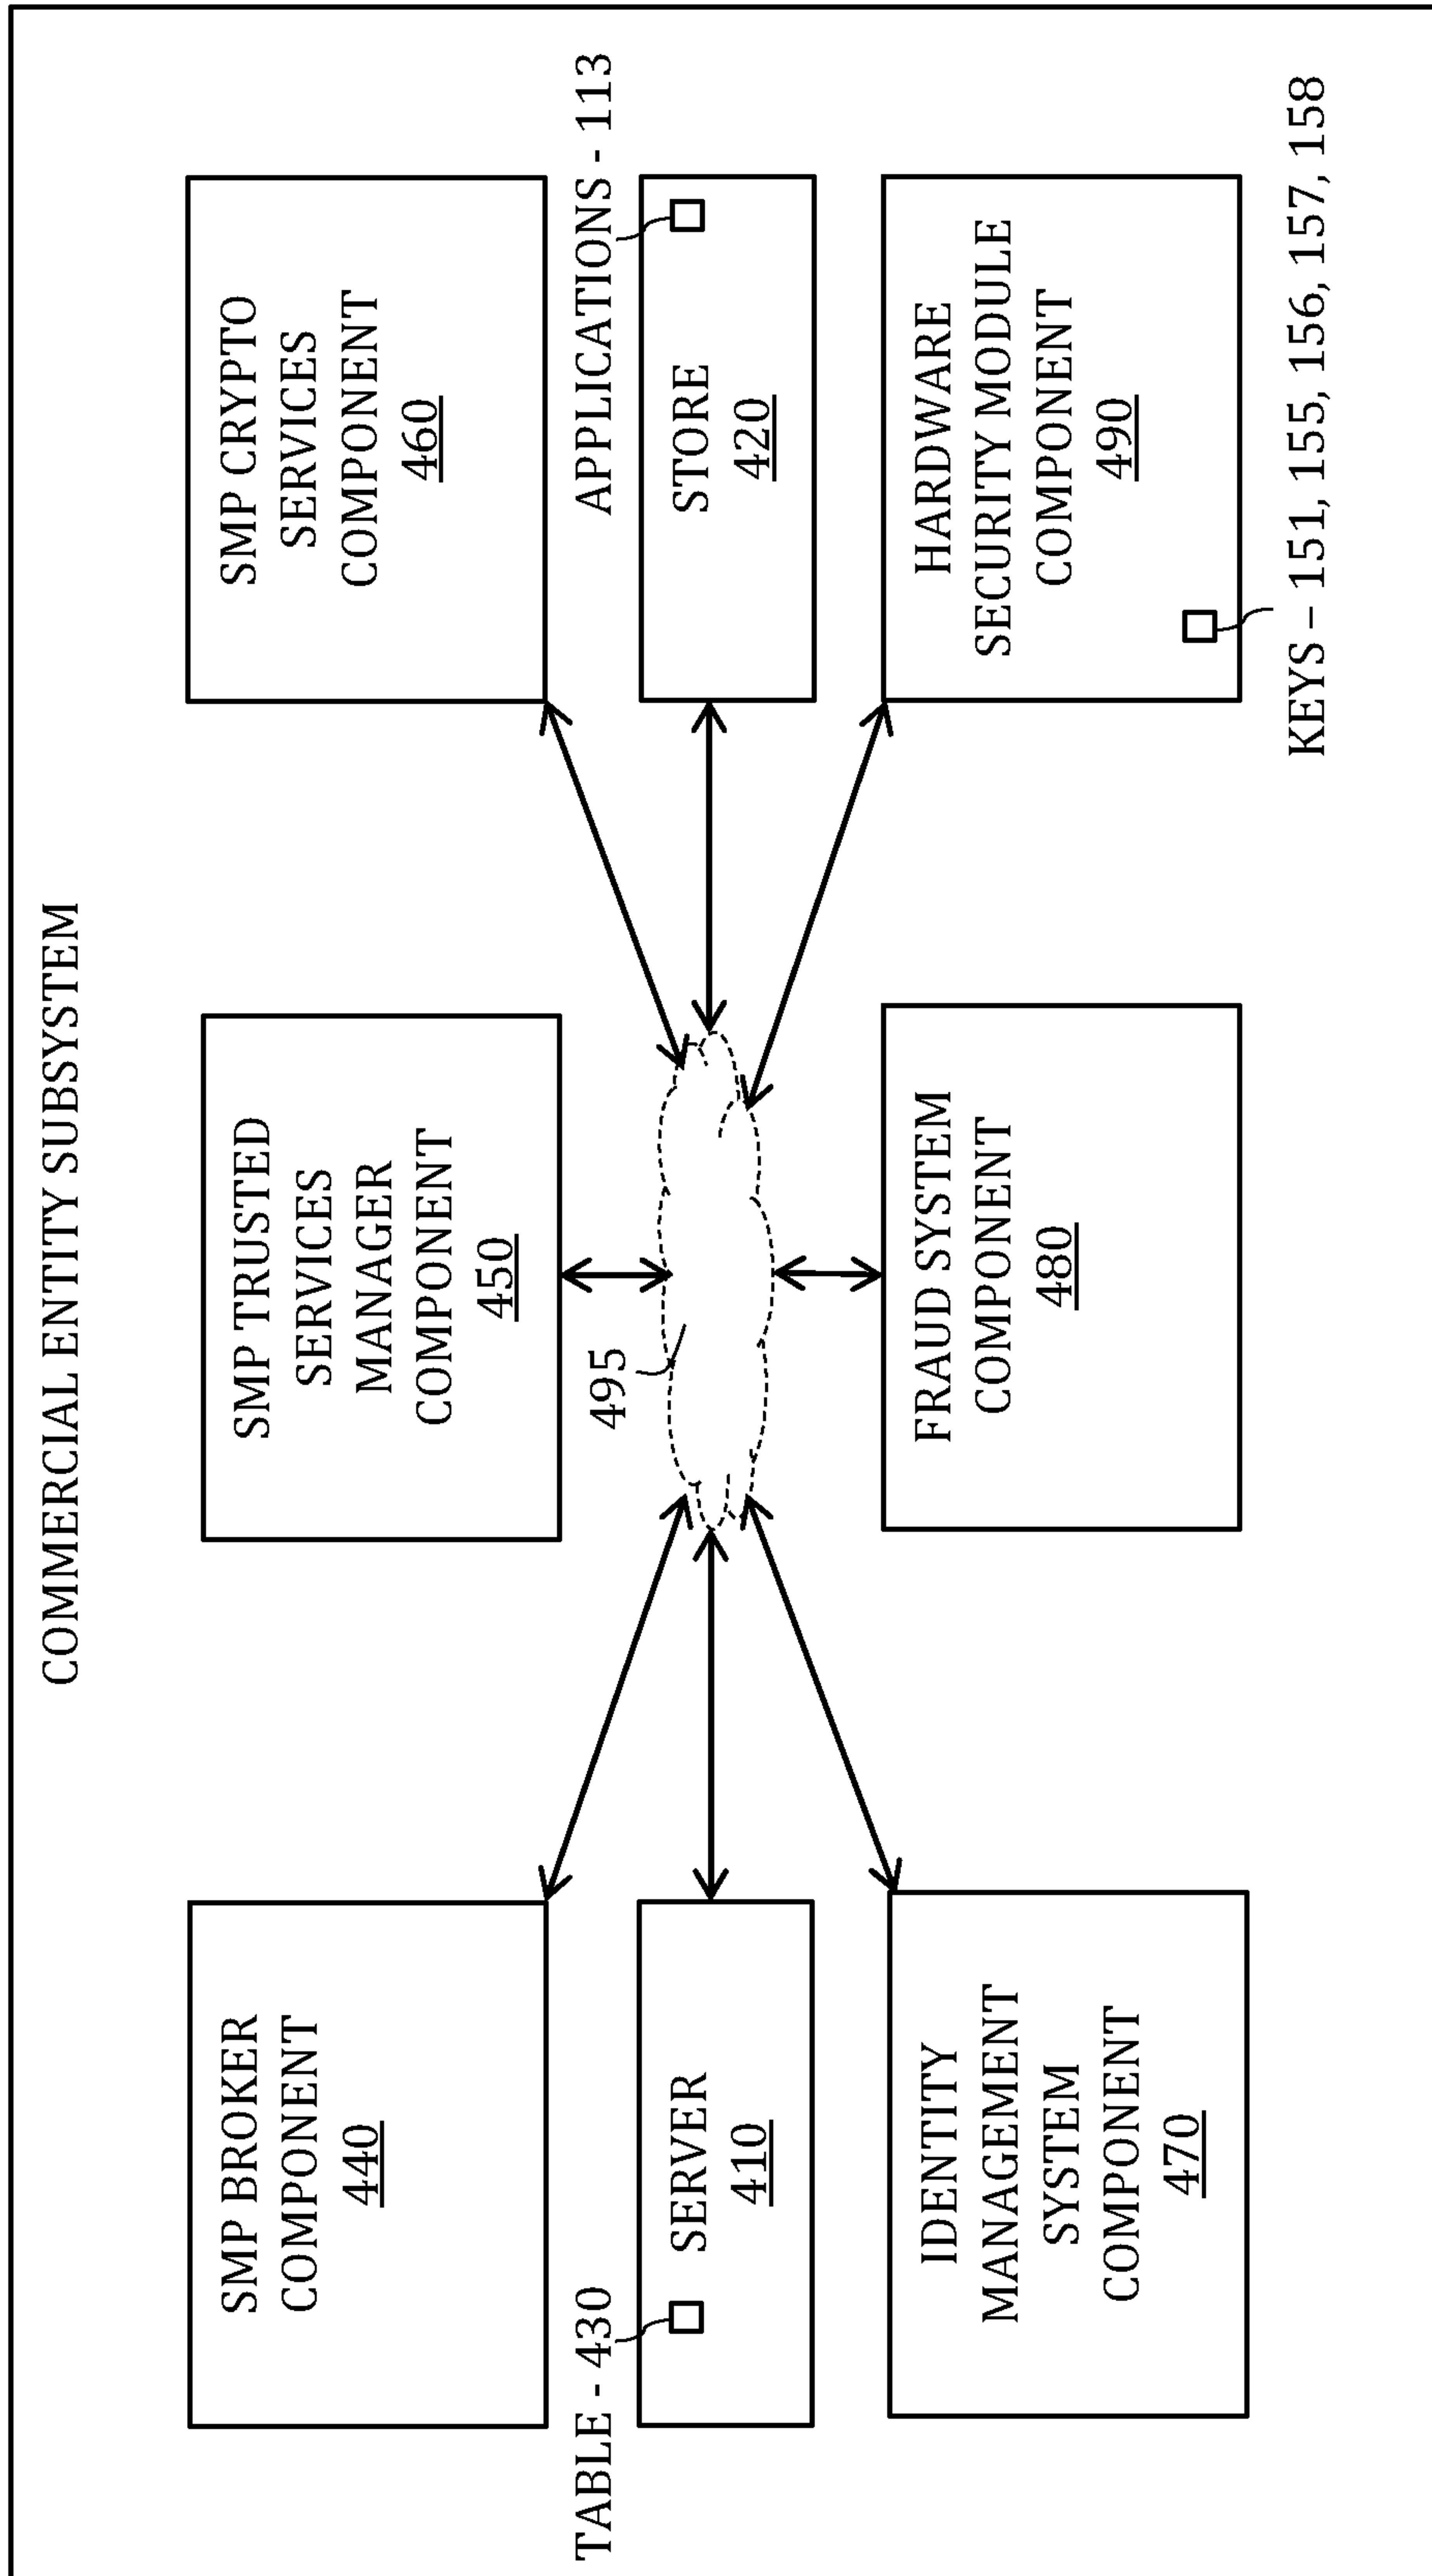 COMMERCIAL ENTITY SUBSYSTEM
SMP BROKER
COMPONENT
440
SMP TRUSTED
SERVICES
MANAGER
COMPONENT
450
SMP CRYPTO
SERVICES
COMPONENT
460
TABLE - 430
SERVER
410
495
APPLICATIONS - 113
STORE
420
IDENTITY
MANAGEMENT
SYSTEM
COMPONENT
470
FRAUD SYSTEM
COMPONENT
480
HARDWARE
SECURITY MODULE
COMPONENT
490
KEYS – 151, 155, 156, 157, 158